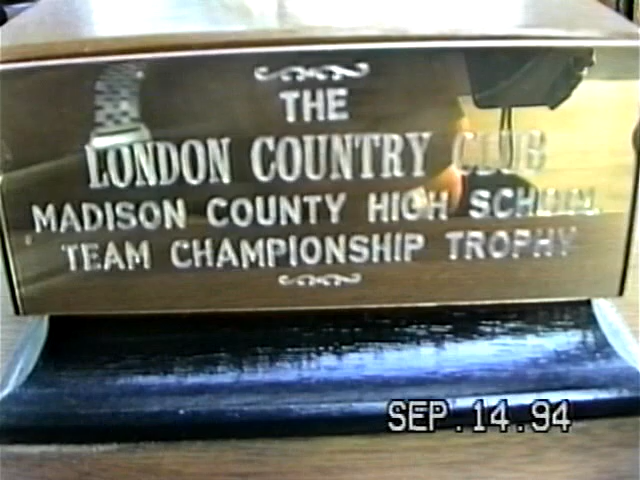 THE
LONDON COUNTRY CLUB
MADISON COUNTY HIGH SCHOOL
TEAM CHAMPIONSHIP TROPHY
SEP.14.94